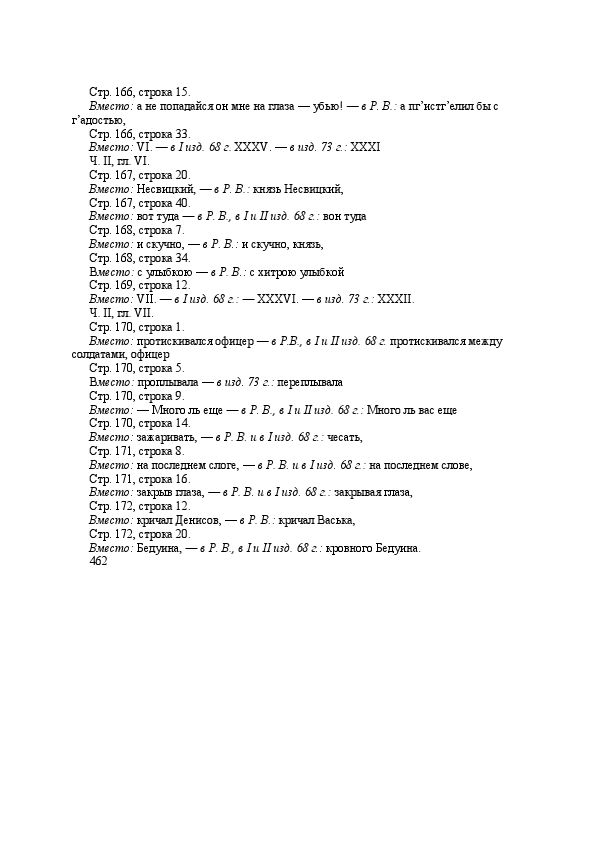 Стр. 166, строка 15.
Вместо: а не попадайся он мне на глаза — убью! — в Р. В.: а пг’истг’елил бы с
г’адостью,
Стр. 166, строка 33.
Вместо: VI. — в I изд. 68 г. XXXV. — в изд. 73 г.: XXXI
Ч. II, гл. VI.
Стр. 167, строка 20.
Вместо: Несвицкий, — в Р. В.: князь Несвицкий,
Стр. 167, строка 40.
Вместо: вот туда — в Р. В., в I и II изд. 68 г.: вон туда
Стр. 168, строка 7.
Вместо: и скучно, — в Р. В.: и скучно, князь,
Стр. 168, строка 34.
Вместо: с улыбкою — в Р. В.: с хитрою улыбкой
Стр. 169, строка 12.
Вместо: VII. — в I изд. 68 г.: — XXXVI. — в изд. 73 г.: XXXII.
Ч. II, гл. VII.
Стр. 170, строка 1.
Вместо: протискивался офицер — в Р.В., в I и II изд. 68 г. протискивался между
солдатами, офицер
Стр. 170, строка 5.
Вместо: проплывала — в изд. 73 г.: переплывала
Стр. 170, строка 9.
Вместо: — Много ль еще — в Р. В., в I и II изд. 68 г.: Много ль вас еще
Стр. 170, строка 14.
Вместо: зажаривать, — в Р. В. и в I изд. 68 г.: чесать,
Стр. 171, строка 8.
Вместо: на последнем слоге, — в Р. В. и в I изд. 68 г.: на последнем слове,
Стр. 171, строка 16.
Вместо: закрыв глаза, — в Р. В. и в I изд. 68 г.: закрывая глаза,
Стр. 172, строка 12.
Вместо: кричал Денисов, — в Р. В.: кричал Васька,
Стр. 172, строка 20.
Вместо: Бедуина, — в Р. В., в I и II изд. 68 г.: кровного Бедуина.
462